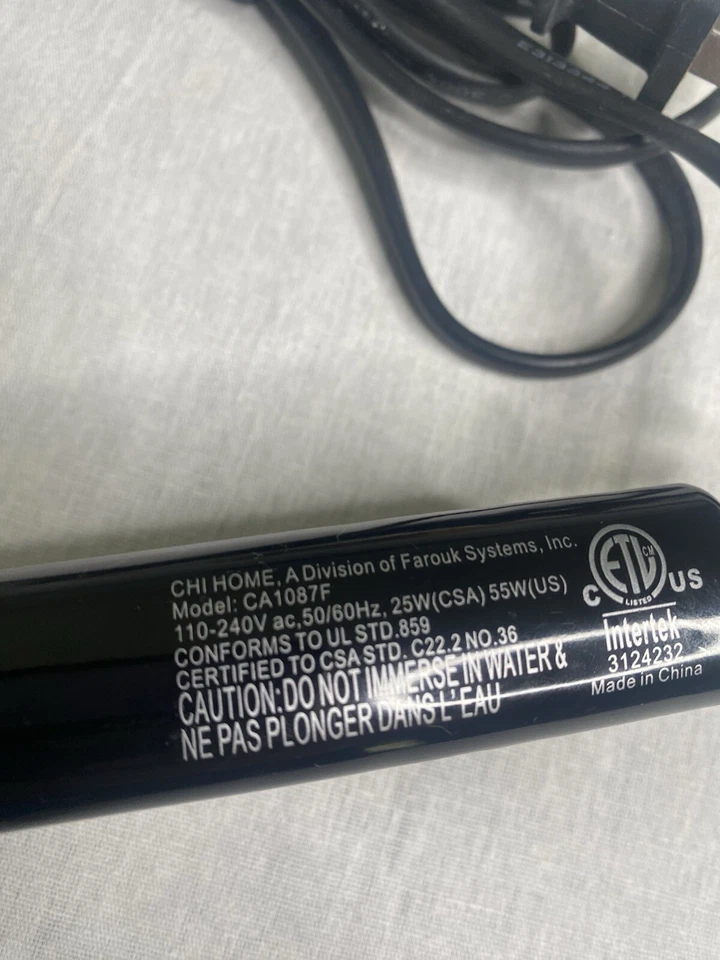 CHI HOME, A Division of Farouk Systems, Inc.
Model: CA1087F
110-240V ac,50/60Hz, 25W(CSA) 55W(US)
CONFORMS TO UL STD.859
CERTIFIED TO CSA STD. C22.2 NO.36
CAUTION:DO NOT IMMERSE IN WATER &
NE PAS PLONGER DANS L'EAU
ETL CM
LISTED
C US
Intertek
3124232
Made in China